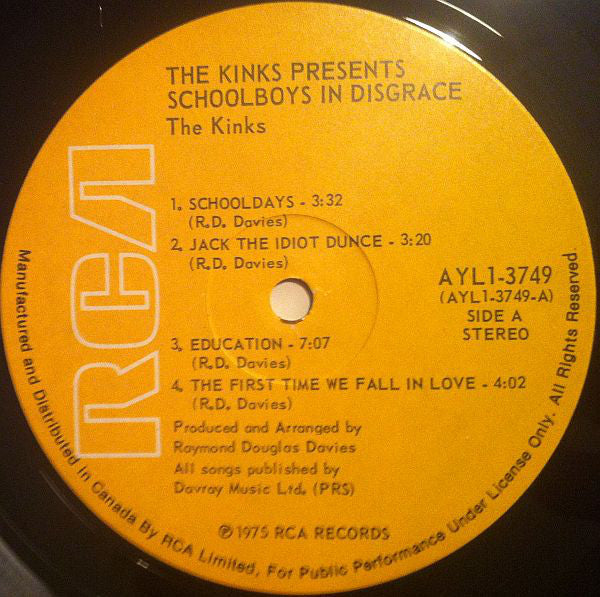 THE KINKS PRESENTS
SCHOOLBOYS IN DISGRACE
The Kinks
RCA
1. SCHOOLDAYS - 3:32
(R.D. Davies)
2. JACK THE IDIOT DUNCE - 3:20
(R.D. Davies)
AYL1-3749
(AYL1-3749-A)
SIDE A
STEREO
3. EDUCATION - 7:07
(R.D. Davies)
4. THE FIRST TIME WE FALL IN LOVE - 4:02
(R.D. Davies)
Produced and Arranged by
Raymond Douglas Davies
All songs published by
Davray Music Ltd. (PRS)
℗ 1975 RCA RECORDS
Manufactured and Distributed in Canada By RCA Limited, For Public Performance Under License Only. All Rights Reserved.